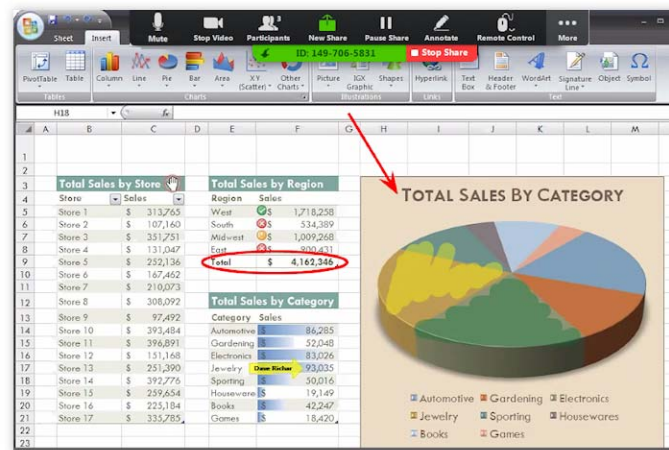 Mute Stop Video Participants 3 New Share Pause Share Annotate Remote Control More
Sheet Insert
ID: 149-706-5831 Stop Share
PivotTable Table Column Line Pie Bar Area X Y (Scatter) Other Charts Picture IGX Graphic Shapes Hyperlink Text Box Header & Footer WordArt Signature Line Object Symbol
Tables Charts Illustrations Links Text
H18 fx
A B C D E F G H I J K L M
1
2
3 Total Sales by Store Total Sales by Region
TOTAL SALES BY CATEGORY
4 Store Sales Region Sales
5 Store 1 $ 313,765 West $ 1,718,258
6 Store 2 $ 107,160 South $ 534,389
7 Store 3 $ 351,751 Midwest $ 1,009,268
8 Store 4 $ 131,047 East $ 900,431
9 Store 5 $ 252,136 Total $ 4,162,346
10 Store 6 $ 167,462
11 Store 7 $ 210,073
12 Store 8 $ 308,092 Total Sales by Category
13 Store 9 $ 97,492 Category Sales
14 Store 10 $ 393,484 Automotive $ 86,285
15 Store 11 $ 396,891 Gardening $ 52,048
16 Store 12 $ 151,168 Electronics $ 83,026
17 Store 13 $ 251,390 Jewelry Dave Richar 93,035
18 Store 14 $ 392,776 Sporting $ 50,016
19 Store 15 $ 259,654 Houseware $ 19,149
20 Store 16 $ 225,184 Books $ 42,247
21 Store 17 $ 335,785 Games $ 18,420
22
23
Automotive Gardening Electronics
Jewelry Sporting Housewares
Books Games